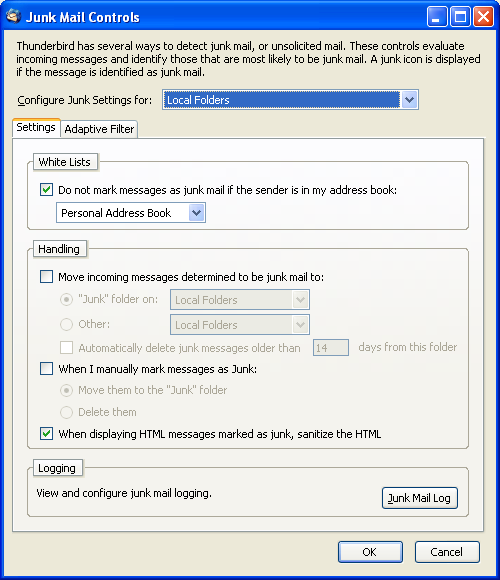 Junk Mail Controls
Thunderbird has several ways to detect junk mail, or unsolicited mail. These controls evaluate
incoming messages and identify those that are most likely to be junk mail. A junk icon is displayed
if the message is identified as junk mail.
Configure Junk Settings for: Local Folders
Settings Adaptive Filter
White Lists
Do not mark messages as junk mail if the sender is in my address book:
Personal Address Book
Handling
Move incoming messages determined to be junk mail to:
"Junk" folder on: Local Folders
Other: Local Folders
Automatically delete junk messages older than 14 days from this folder
When I manually mark messages as Junk:
Move them to the "Junk" folder
Delete them
When displaying HTML messages marked as junk, sanitize the HTML
Logging
View and configure junk mail logging.
Junk Mail Log
OK Cancel